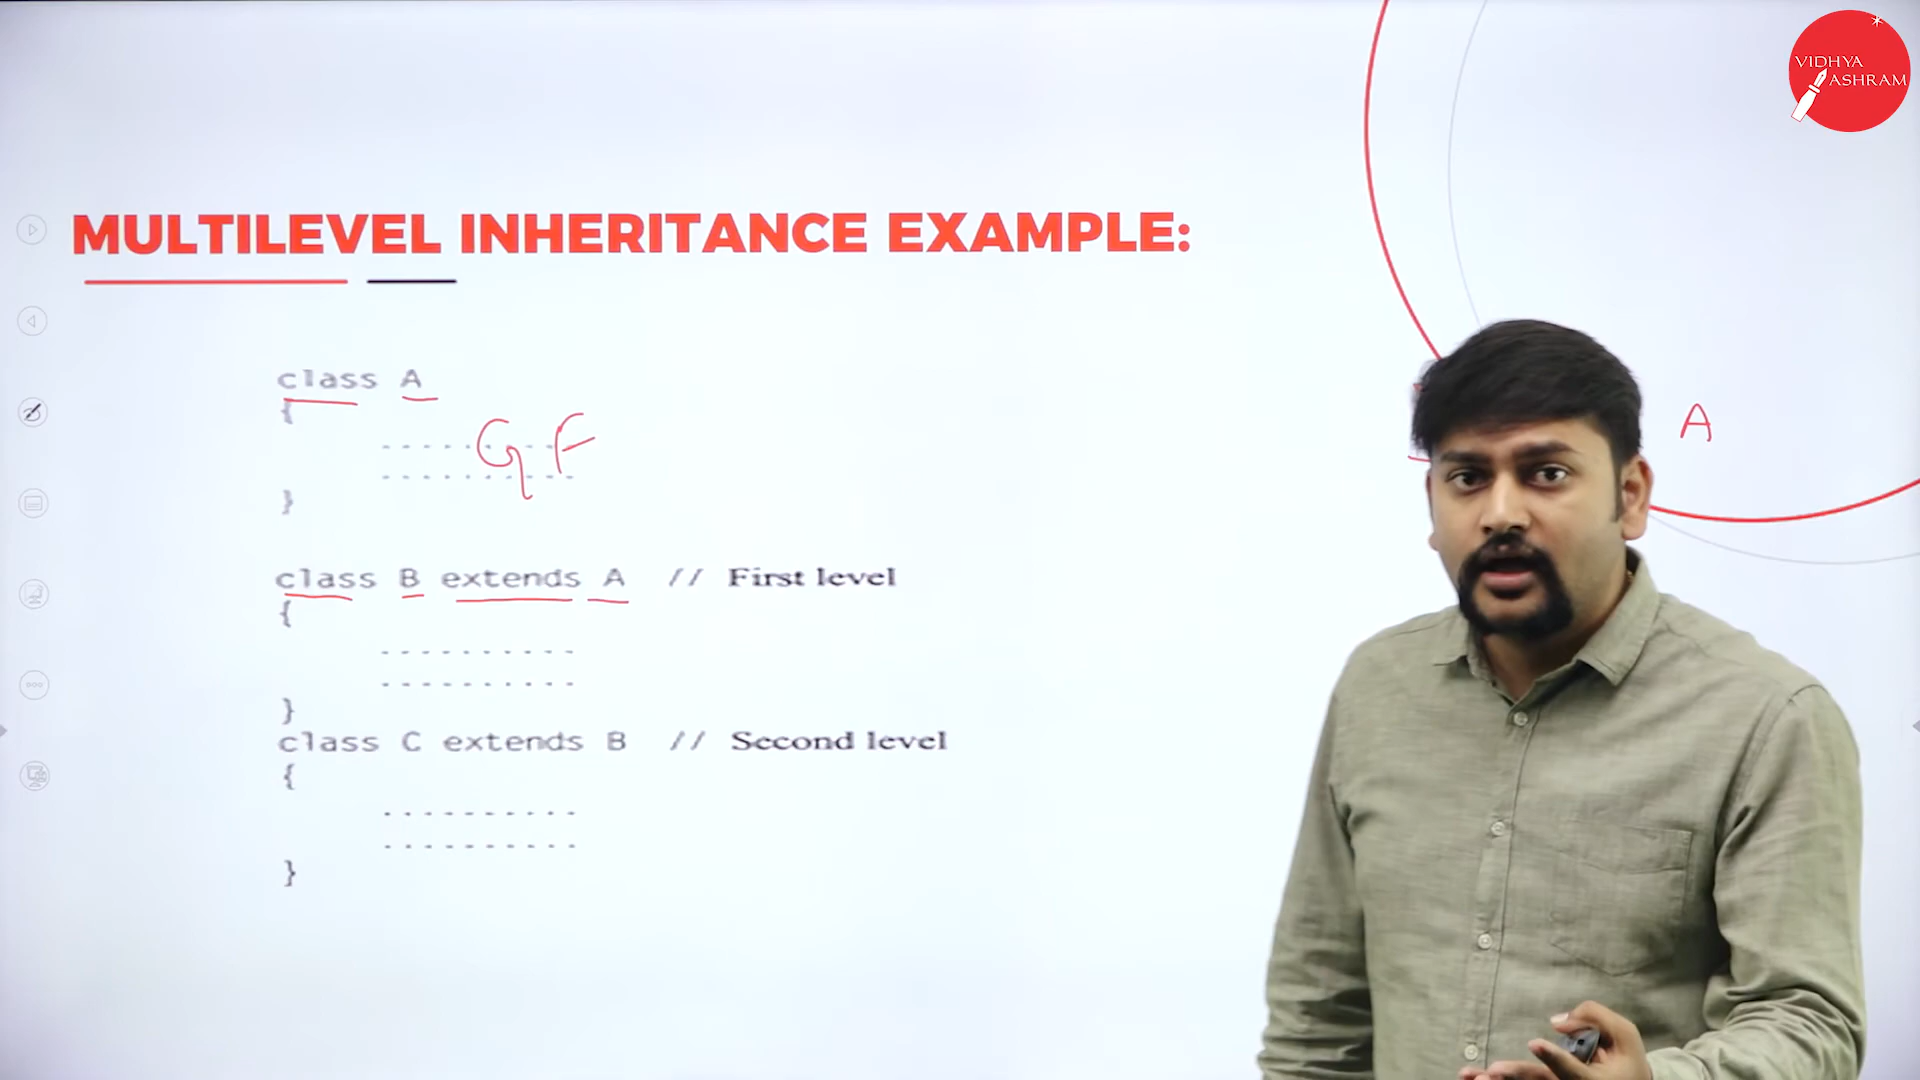 VIDHYA
ASHRAM
MULTILEVEL INHERITANCE EXAMPLE:
class A
{
..........
GF
..........
}
A
class B extends A // First level
{
..........
..........
}
class C extends B // Second level
{
..........
..........
}